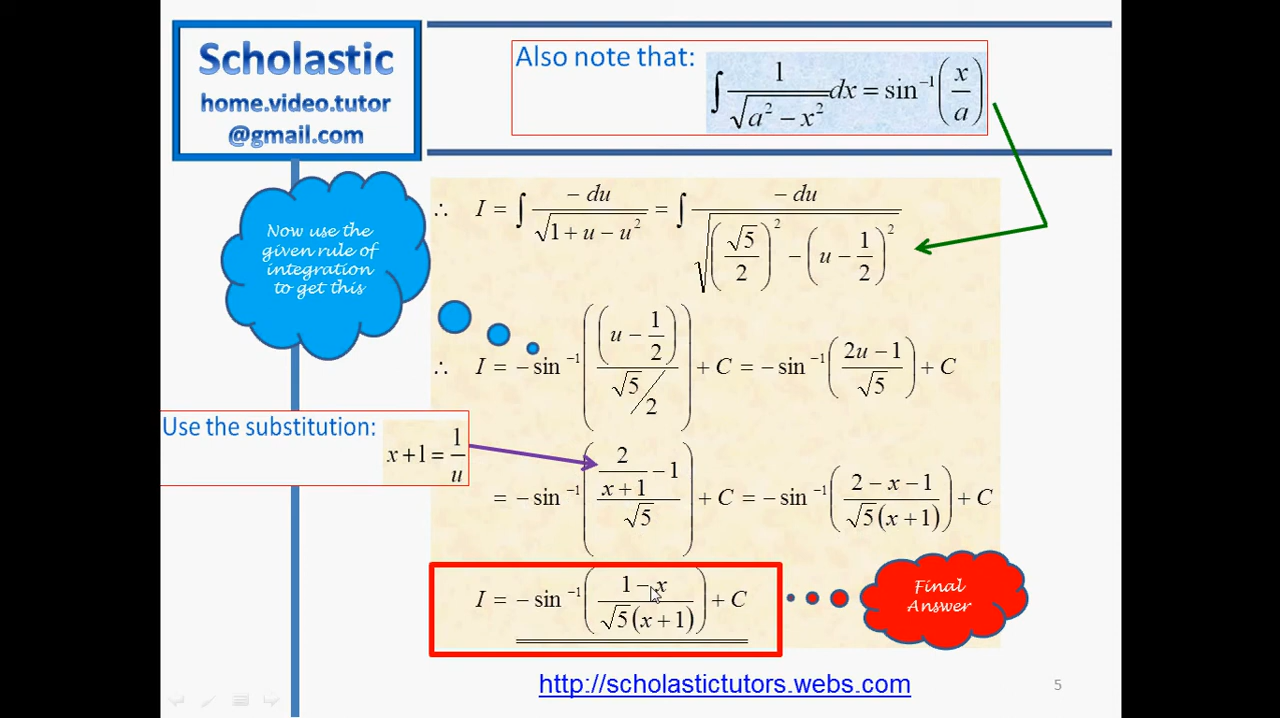 Scholastic
home.video.tutor
@gmail.com
Also note that: ∫ 1/√(a² − x²) dx = sin⁻¹(x/a)
Now use the
given rule of
integration
to get this
∴ I = ∫ −du/√(1 + u − u²) = ∫ −du/√((√5/2)² − (u − 1/2)²)
∴ I = −sin⁻¹((u − 1/2)/(√5/2)) + C = −sin⁻¹((2u − 1)/√5) + C
Use the substitution:
x + 1 = 1/u
= −sin⁻¹((2/(x + 1) − 1)/√5) + C = −sin⁻¹((2 − x − 1)/(√5(x + 1))) + C
I = −sin⁻¹((1 − x)/(√5(x + 1))) + C
Final
Answer
http://scholastictutors.webs.com
5